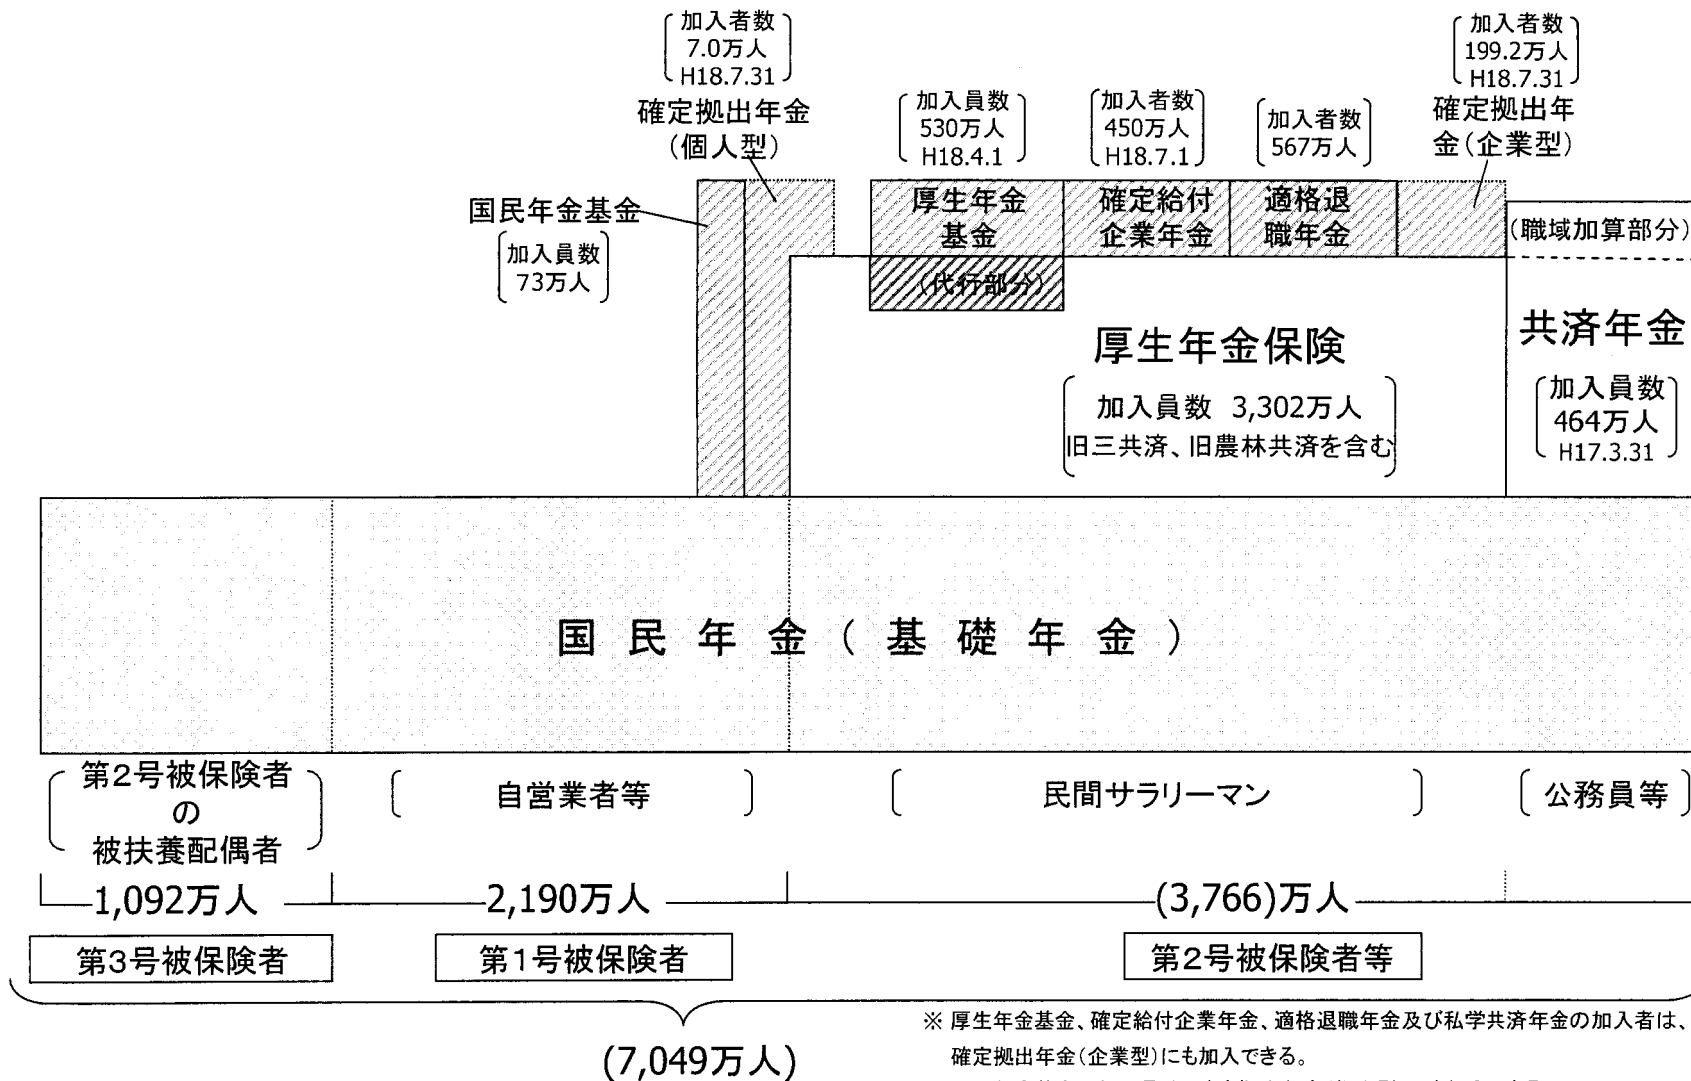 加入者数
7.0万人
H18.7.31
確定拠出年金
(個人型)
加入者数
199.2万人
H18.7.31
確定拠出年
金(企業型)
加入員数
530万人
H18.4.1
加入者数
450万人
H18.7.1
加入者数
567万人
国民年金基金
加入員数
73万人
厚生年金
基金
確定給付
企業年金
適格退
職年金
(職域加算部分)
(代行部分)
厚生年金保険
加入員数 3,302万人
旧三共済、旧農林共済を含む
共済年金
加入員数
464万人
H17.3.31
国民年金(基礎年金)
第2号被保険者
の
被扶養配偶者
自営業者等
民間サラリーマン
公務員等
1,092万人
2,190万人
(3,766)万人
第3号被保険者
第1号被保険者
第2号被保険者等
(7,049万人)
※ 厚生年金基金、確定給付企業年金、適格退職年金及び私学共済年金の加入者は、
確定拠出年金(企業型)にも加入できる。